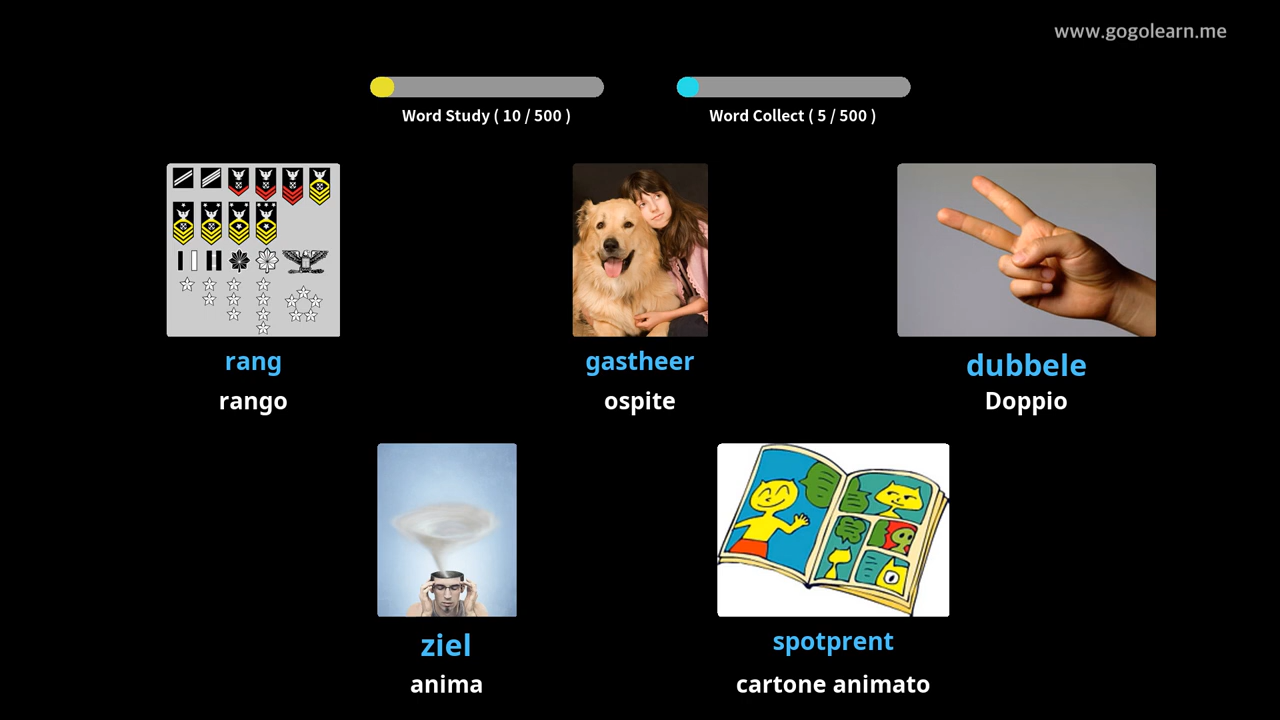 www.gogolearn.me
Word Study ( 10 / 500 )
Word Collect ( 5 / 500 )
rang
gastheer
dubbele
rango
ospite
Doppio
ziel
spotprent
anima
cartone animato